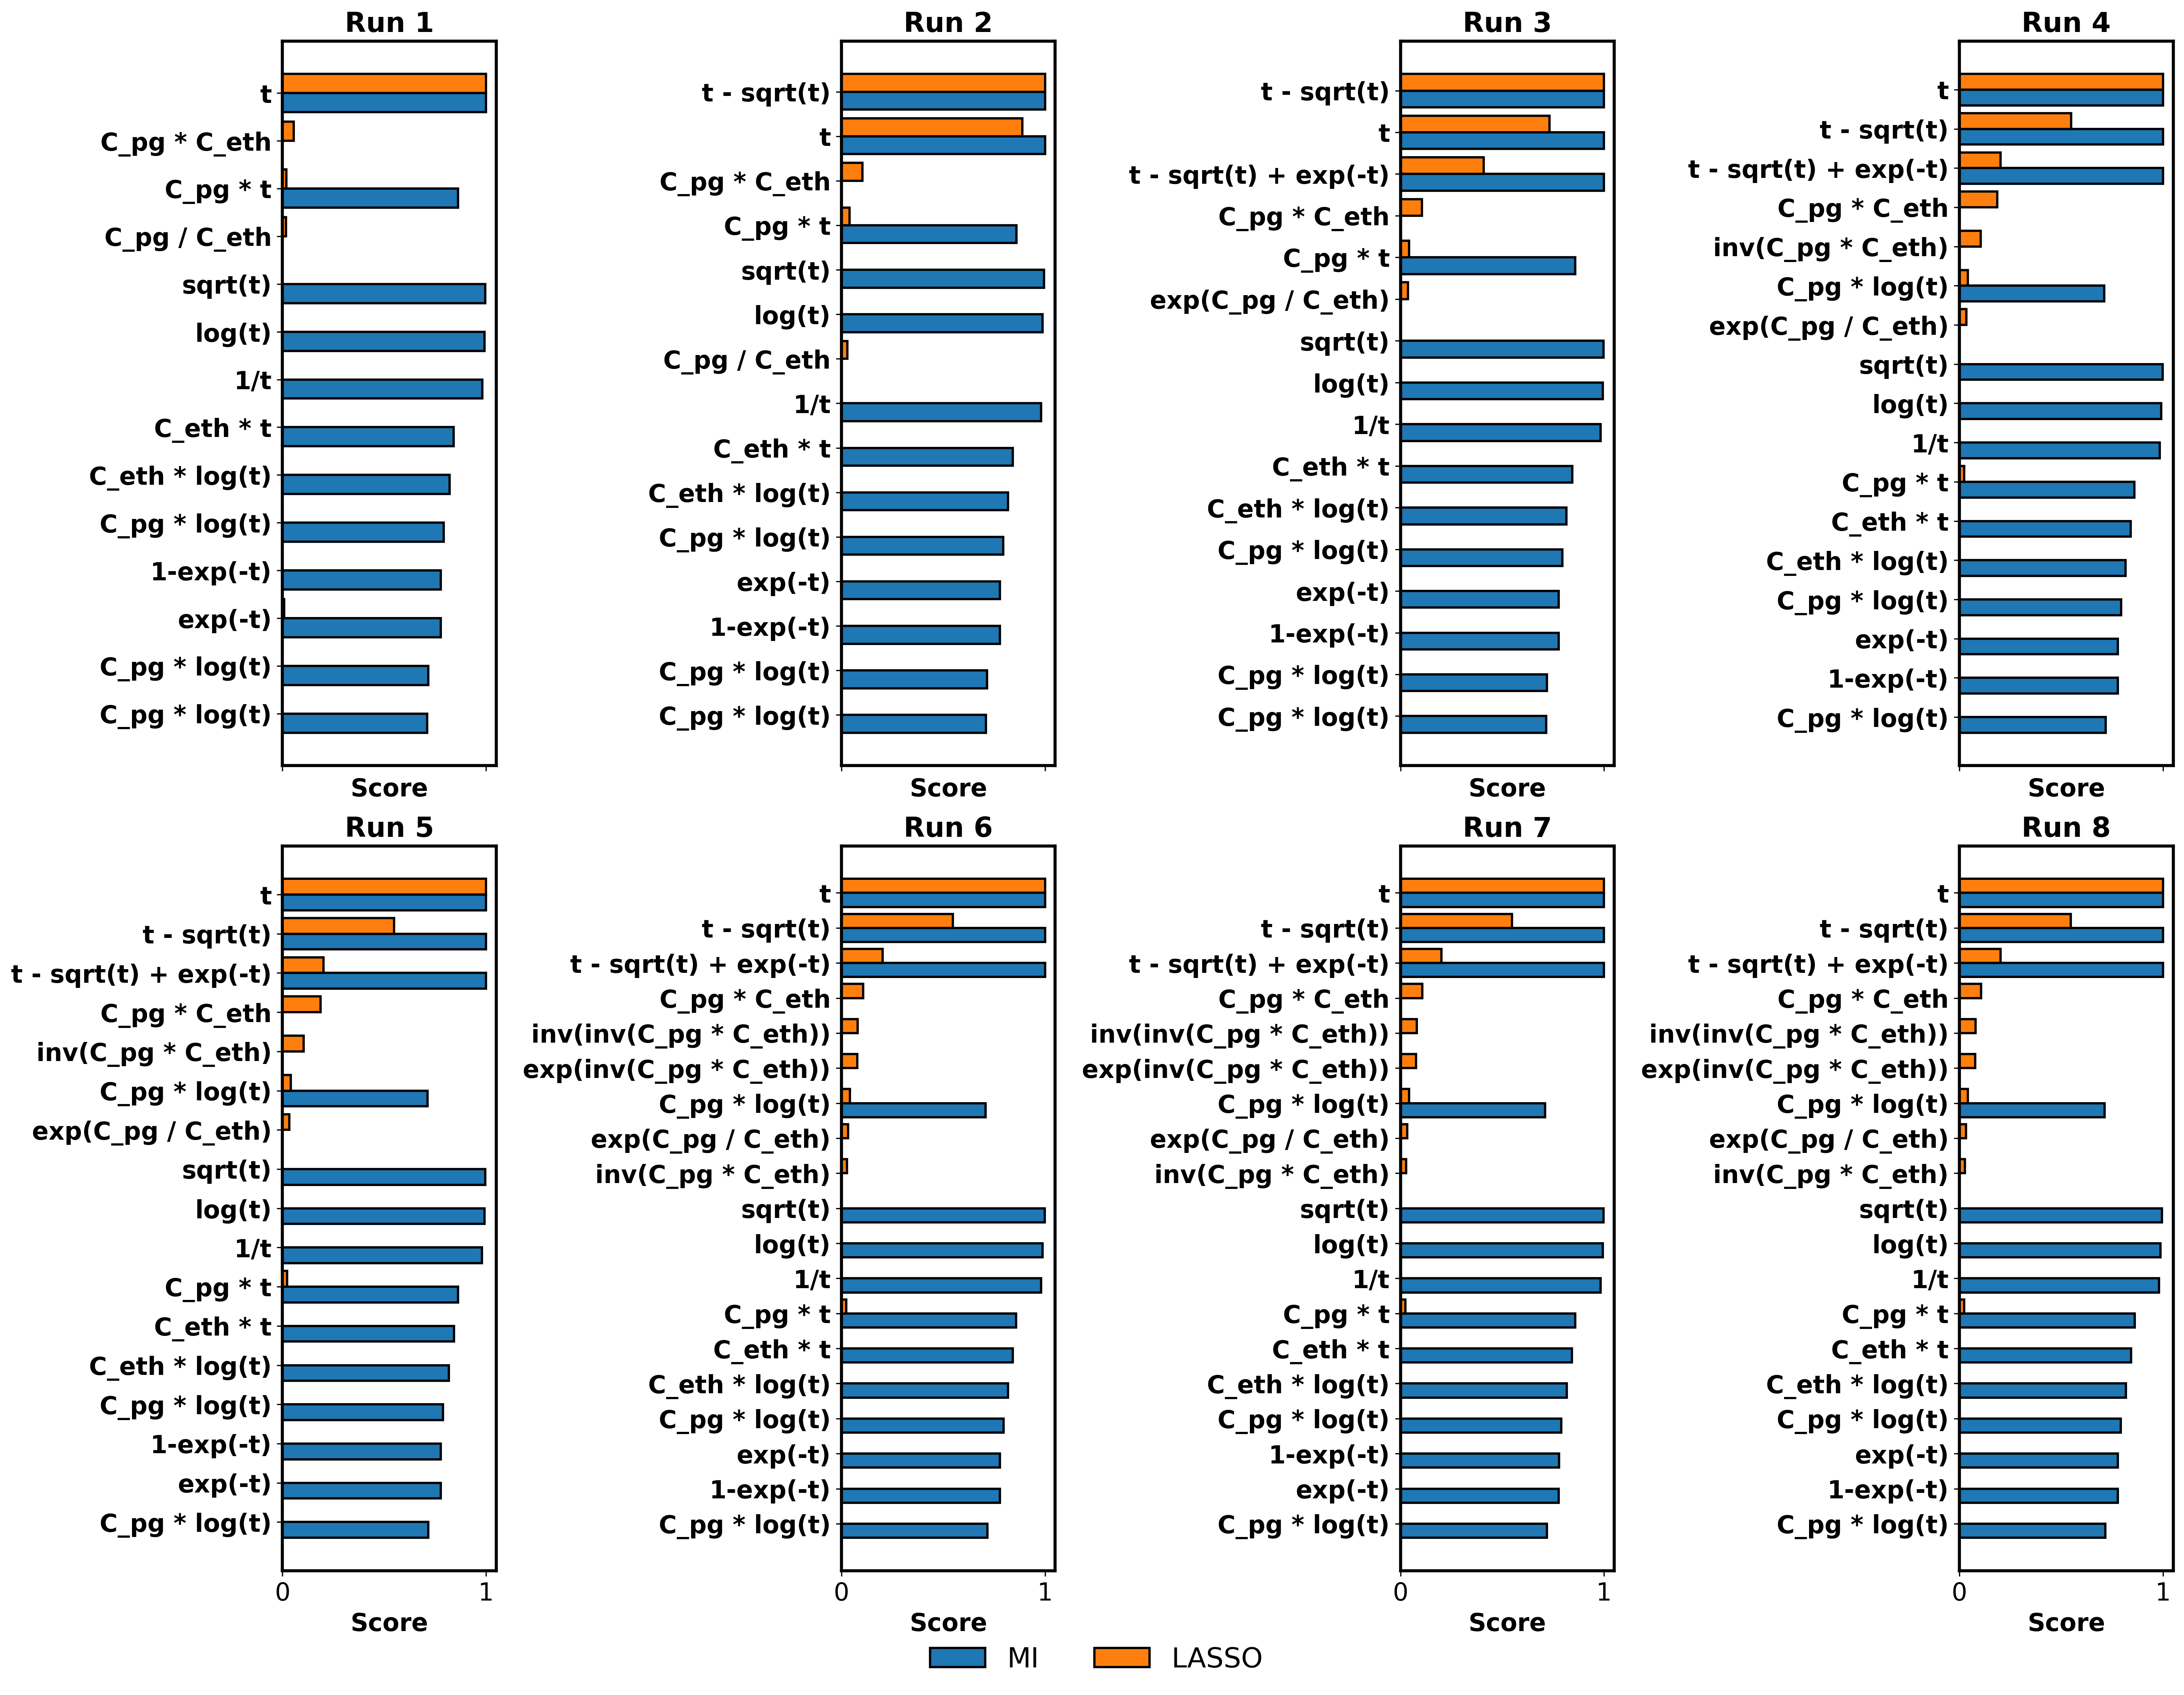 Run 1
t
C_pg * C_eth
C_pg * t
C_pg / C_eth
sqrt(t)
log(t)
1/t
C_eth * t
C_eth * log(t)
C_pg * log(t)
1-exp(-t)
exp(-t)
C_pg * log(t)
C_pg * log(t)
Score
Run 2
t - sqrt(t)
t
C_pg * C_eth
C_pg * t
sqrt(t)
log(t)
C_pg / C_eth
1/t
C_eth * t
C_eth * log(t)
C_pg * log(t)
exp(-t)
1-exp(-t)
C_pg * log(t)
C_pg * log(t)
Score
Run 3
t - sqrt(t)
t
t - sqrt(t) + exp(-t)
C_pg * C_eth
C_pg * t
exp(C_pg / C_eth)
sqrt(t)
log(t)
1/t
C_eth * t
C_eth * log(t)
C_pg * log(t)
exp(-t)
1-exp(-t)
C_pg * log(t)
C_pg * log(t)
Score
Run 4
t
t - sqrt(t)
t - sqrt(t) + exp(-t)
C_pg * C_eth
inv(C_pg * C_eth)
C_pg * log(t)
exp(C_pg / C_eth)
sqrt(t)
log(t)
1/t
C_pg * t
C_eth * t
C_eth * log(t)
C_pg * log(t)
exp(-t)
1-exp(-t)
C_pg * log(t)
Score
Run 5
t
t - sqrt(t)
t - sqrt(t) + exp(-t)
C_pg * C_eth
inv(C_pg * C_eth)
C_pg * log(t)
exp(C_pg / C_eth)
sqrt(t)
log(t)
1/t
C_pg * t
C_eth * t
C_eth * log(t)
C_pg * log(t)
1-exp(-t)
exp(-t)
C_pg * log(t)
0 1
Score
Run 6
t
t - sqrt(t)
t - sqrt(t) + exp(-t)
C_pg * C_eth
inv(inv(C_pg * C_eth))
exp(inv(C_pg * C_eth))
C_pg * log(t)
exp(C_pg / C_eth)
inv(C_pg * C_eth)
sqrt(t)
log(t)
1/t
C_pg * t
C_eth * t
C_eth * log(t)
C_pg * log(t)
exp(-t)
1-exp(-t)
C_pg * log(t)
0 1
Score
Run 7
t
t - sqrt(t)
t - sqrt(t) + exp(-t)
C_pg * C_eth
inv(inv(C_pg * C_eth))
exp(inv(C_pg * C_eth))
C_pg * log(t)
exp(C_pg / C_eth)
inv(C_pg * C_eth)
sqrt(t)
log(t)
1/t
C_pg * t
C_eth * t
C_eth * log(t)
C_pg * log(t)
1-exp(-t)
exp(-t)
C_pg * log(t)
0 1
Score
Run 8
t
t - sqrt(t)
t - sqrt(t) + exp(-t)
C_pg * C_eth
inv(inv(C_pg * C_eth))
exp(inv(C_pg * C_eth))
C_pg * log(t)
exp(C_pg / C_eth)
inv(C_pg * C_eth)
sqrt(t)
log(t)
1/t
C_pg * t
C_eth * t
C_eth * log(t)
C_pg * log(t)
exp(-t)
1-exp(-t)
C_pg * log(t)
0 1
Score
MI LASSO